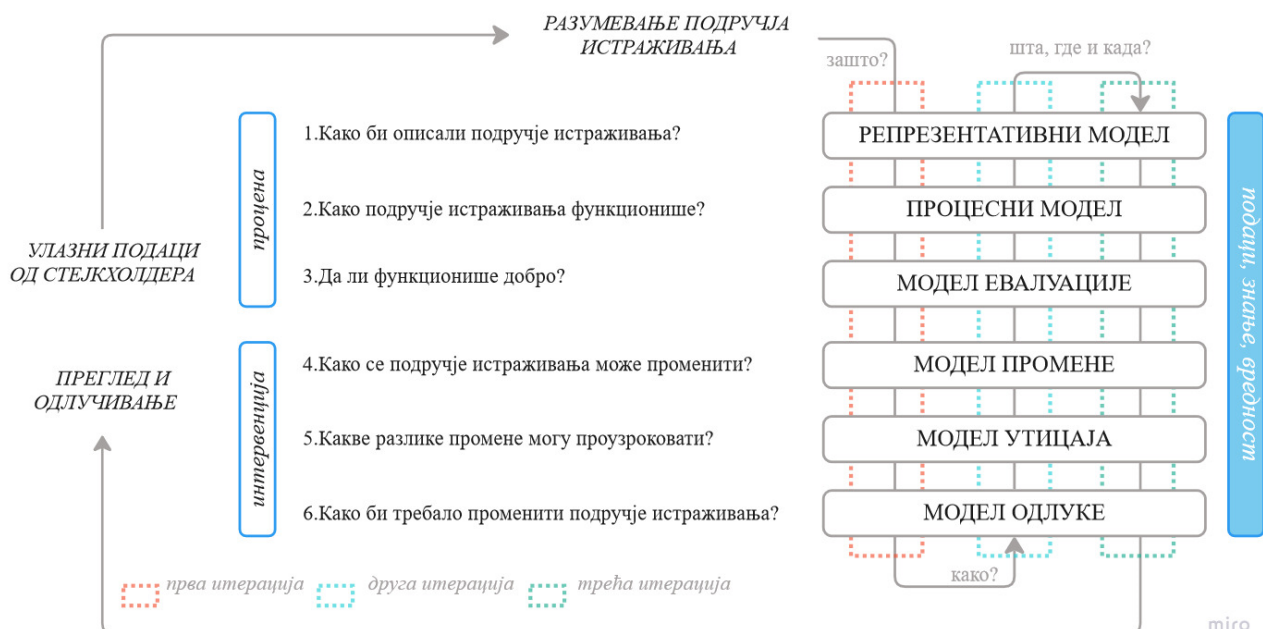 РАЗУМЕВАЊЕ ПОДРУЧЈА
ИСТРАЖИВАЊА
зашто?
шта, где и када?
УЛАЗНИ ПОДАЦИ
ОД СТЕЈКХОЛДЕРА
ПРЕГЛЕД И
ОДЛУЧИВАЊЕ
процена
1.Како би описали подручје истраживања?
2.Како подручје истраживања функционише?
3.Да ли функционише добро?
интервенција
4.Како се подручје истраживања може променити?
5.Какве разлике промене могу проузроковати?
6.Како би требало променити подручје истраживања?
РЕПРЕЗЕНТАТИВНИ МОДЕЛ
ПРОЦЕСНИ МОДЕЛ
МОДЕЛ ЕВАЛУАЦИЈЕ
МОДЕЛ ПРОМЕНЕ
МОДЕЛ УТИЦАЈА
МОДЕЛ ОДЛУКЕ
подаци, знање, вредност
како?
прва итерација
друга итерација
трећа итерација
miro